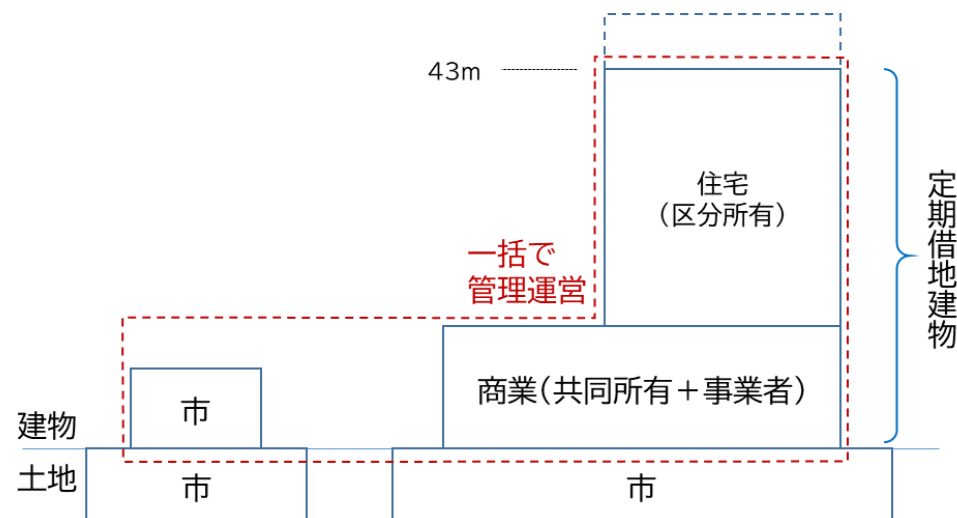 43m
住宅
(区分所有)
定期借地建物
一括で
管理運営
商業(共同所有+事業者)
市
建物
土地
市
市